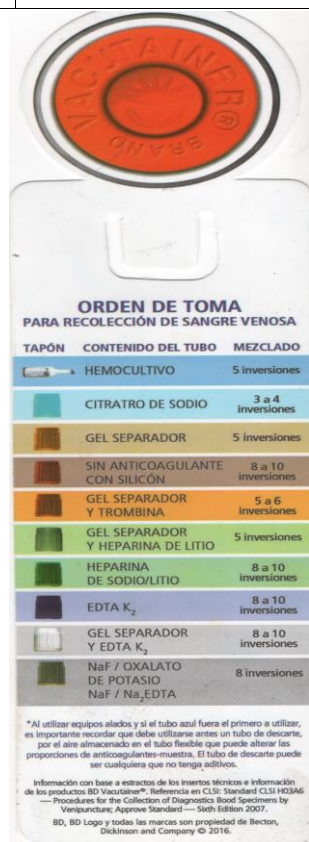 VACUTAINER®
BRAND
ORDEN DE TOMA
PARA RECOLECCIÓN DE SANGRE VENOSA
TAPÓN CONTENIDO DEL TUBO MEZCLADO
HEMOCULTIVO 5 inversiones
CITRATRO DE SODIO 3 a 4 inversiones
GEL SEPARADOR 5 inversiones
SIN ANTICOAGULANTE CON SILICÓN 8 a 10 inversiones
GEL SEPARADOR Y TROMBINA 5 a 6 inversiones
GEL SEPARADOR Y HEPARINA DE LITIO 5 inversiones
HEPARINA DE SODIO/LITIO 8 a 10 inversiones
EDTA K2 8 a 10 inversiones
GEL SEPARADOR Y EDTA K2 8 a 10 inversiones
NaF / OXALATO DE POTASIO NaF / Na2EDTA 8 inversiones
*Al utilizar equipos alados y si el tubo azul fuera el primero a utilizar,
es importante recordar que debe utilizarse antes un tubo de descarte,
por el aire almacenado en el tubo flexible que puede alterar las
proporciones de anticoagulantes-muestra. El tubo de descarte puede
ser cualquiera que no tenga aditivos.
Información con base a extractos de los insertos técnicos e información
de los productos BD Vacutainer®. Referencia en CLSI: Standard CLSI H03A6
— Procedures for the Collection of Diagnostics Bood Specimens by
Venipuncture; Approve Standard — Sixth Edition 2007.
BD, BD Logo y todas las marcas son propiedad de Becton,
Dickinson and Company © 2016.